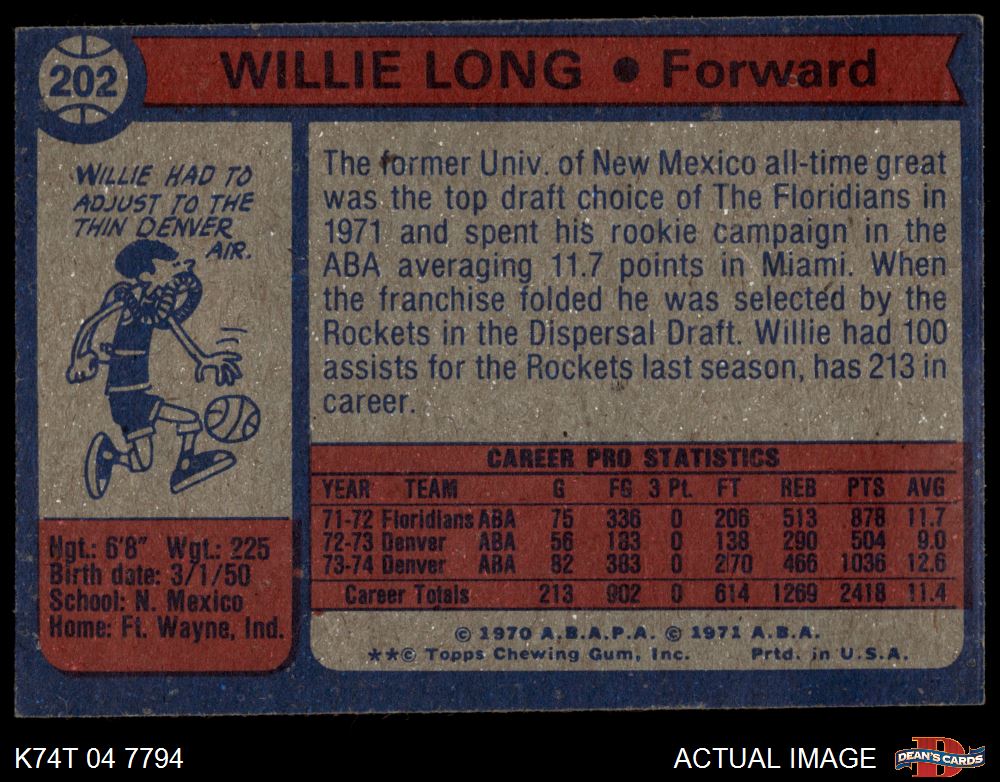 202
WILLIE LONG • Forward
WILLIE HAD TO
ADJUST TO THE
THIN DENVER
AIR.
The former Univ. of New Mexico all-time great
was the top draft choice of The Floridians in
1971 and spent his rookie campaign in the
ABA averaging 11.7 points in Miami. When
the franchise folded he was selected by the
Rockets in the Dispersal Draft. Willie had 100
assists for the Rockets last season, has 213 in
career.
Hgt.: 6'8" Wgt.: 225
Birth date: 3/1/50
School: N. Mexico
Home: Ft. Wayne, Ind.
CAREER PRO STATISTICS
YEAR TEAM G FG 3 Pt. FT REB PTS AVG
71-72 Floridians ABA 75 336 0 206 513 878 11.7
72-73 Denver ABA 56 183 0 138 290 504 9.0
73-74 Denver ABA 82 383 0 270 466 1036 12.6
Career Totals 213 902 0 614 1269 2418 11.4
© 1970 A.B.A.P.A. © 1971 A.B.A.
**© Topps Chewing Gum, Inc. Prtd. in U.S.A.
K74T 04 7794 ACTUAL IMAGE
D
DEAN'S CARDS